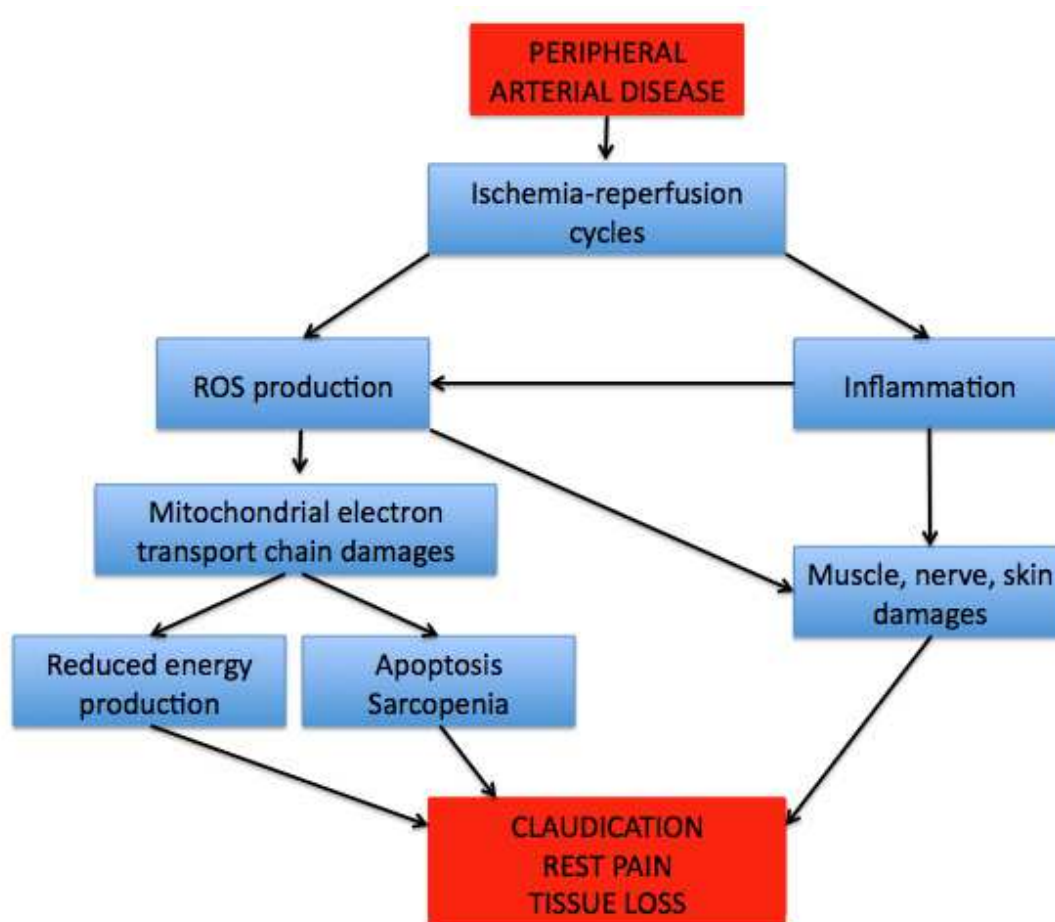 PERIPHERAL
ARTERIAL DISEASE
Ischemia-reperfusion
cycles
ROS production
Inflammation
Mitochondrial electron
transport chain damages
Muscle, nerve, skin
damages
Reduced energy
production
Apoptosis
Sarcopenia
CLAUDICATION
REST PAIN
TISSUE LOSS